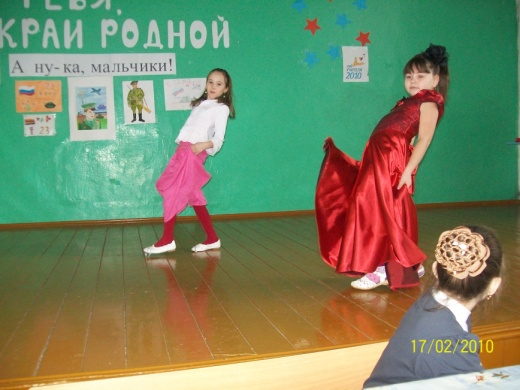 ТЕБЯ,
КРАЙ РОДНОЙ
А ну-ка, мальчики!
2010
23
17/02/2010